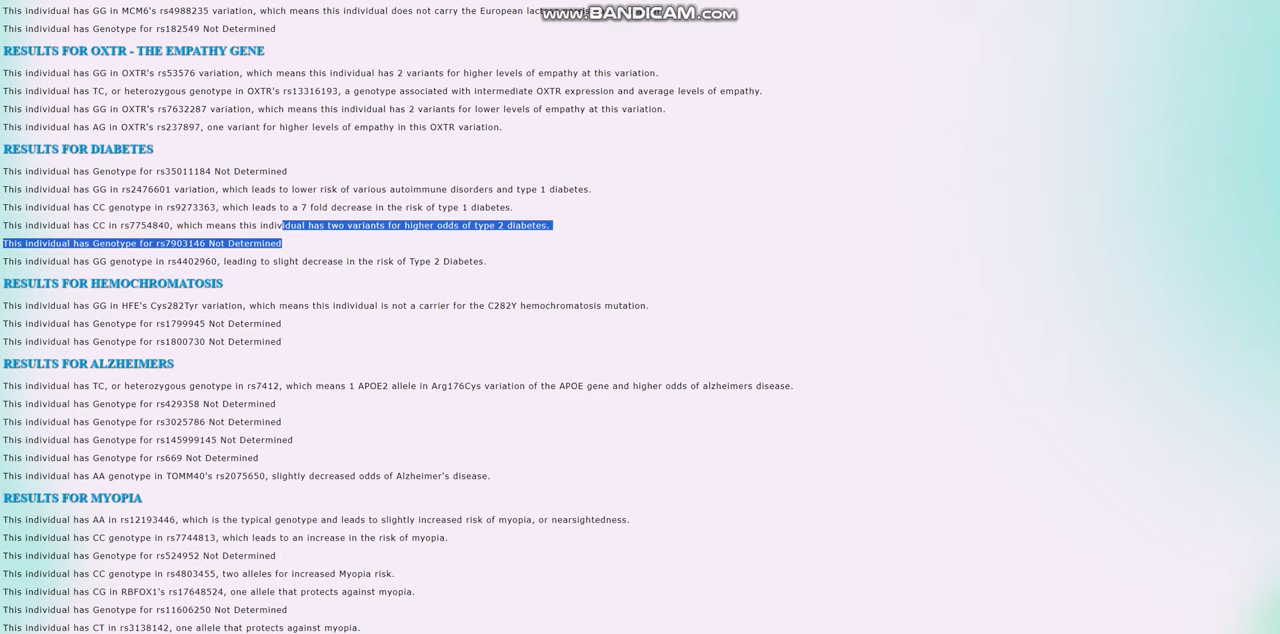 This individual has GG in MCM6's rs4988235 variation, which means this individual does not carry the European
www.BANDICAM.com
This individual has Genotype for rs182549 Not Determined
RESULTS FOR OXTR - THE EMPATHY GENE
This individual has GG in OXTR's rs53576 variation, which means this individual has 2 variants for higher levels of empathy at this variation.
This individual has TC, or heterozygous genotype in OXTR's rs13316193, a genotype associated with intermediate OXTR expression and average levels of empathy.
This individual has GG in OXTR's rs7632287 variation, which means this individual has 2 variants for lower levels of empathy at this variation.
This individual has AG in OXTR's rs237897, one variant for higher levels of empathy in this OXTR variation.
RESULTS FOR DIABETES
This individual has Genotype for rs35011184 Not Determined
This individual has GG in rs2476601 variation, which leads to lower risk of various autoimmune disorders and type 1 diabetes.
This individual has CC genotype in rs9273363, which leads to a 7 fold decrease in the risk of type 1 diabetes.
This individual has CC in rs7754840, which means this individual has two variants for higher odds of type 2 diabetes.
This individual has Genotype for rs7903146 Not Determined
This individual has GG genotype in rs4402960, leading to slight decrease in the risk of Type 2 Diabetes.
RESULTS FOR HEMOCHROMATOSIS
This individual has GG in HFE's Cys282Tyr variation, which means this individual is not a carrier for the C282Y hemochromatosis mutation.
This individual has Genotype for rs1799945 Not Determined
This individual has Genotype for rs1800730 Not Determined
RESULTS FOR ALZHEIMERS
This individual has TC, or heterozygous genotype in rs7412, which means 1 APOE2 allele in Arg176Cys variation of the APOE gene and higher odds of alzheimers disease.
This individual has Genotype for rs429358 Not Determined
This individual has Genotype for rs3025786 Not Determined
This individual has Genotype for rs145999145 Not Determined
This individual has Genotype for rs669 Not Determined
This individual has AA genotype in TOMM40's rs2075650, slightly decreased odds of Alzheimer's disease.
RESULTS FOR MYOPIA
This individual has AA in rs12193446, which is the typical genotype and leads to slightly increased risk of myopia, or nearsightedness.
This individual has CC genotype in rs7744813, which leads to an increase in the risk of myopia.
This individual has Genotype for rs524952 Not Determined
This individual has CC genotype in rs4803455, two alleles for increased Myopia risk.
This individual has CG in RBFOX1's rs17648524, one allele that protects against myopia.
This individual has Genotype for rs11606250 Not Determined
This individual has CT in rs3138142, one allele that protects against myopia.